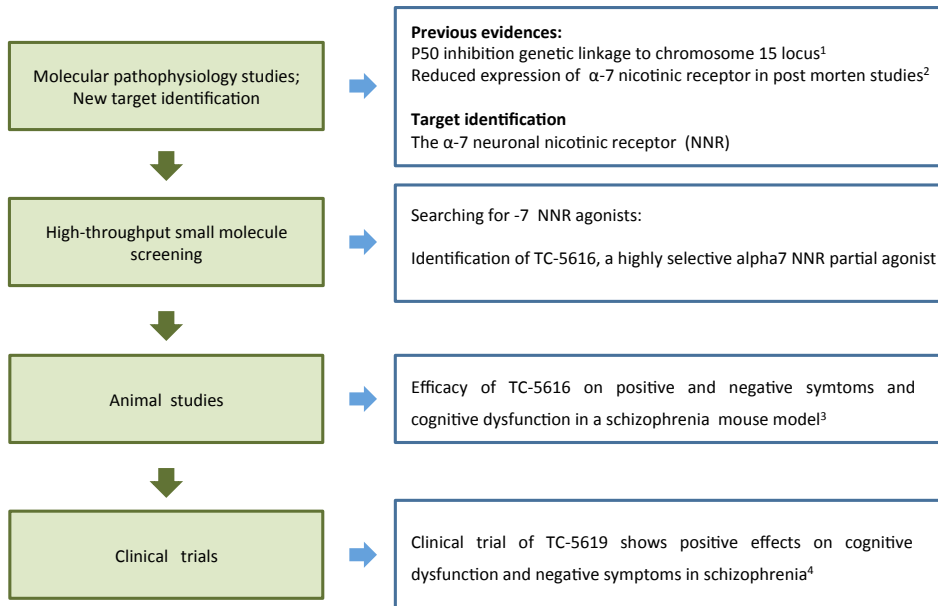 Molecular pathophysiology studies;
New target identification
Previous evidences:
P50 inhibition genetic linkage to chromosome 15 locus¹
Reduced expression of α-7 nicotinic receptor in post morten studies²
Target identification
The α-7 neuronal nicotinic receptor (NNR)
High-throughput small molecule
screening
Searching for -7 NNR agonists:
Identification of TC-5616, a highly selective alpha7 NNR partial agonist
Animal studies
Efficacy of TC-5616 on positive and negative symtoms and
cognitive dysfunction in a schizophrenia mouse model³
Clinical trials
Clinical trial of TC-5619 shows positive effects on cognitive
dysfunction and negative symptoms in schizophrenia⁴